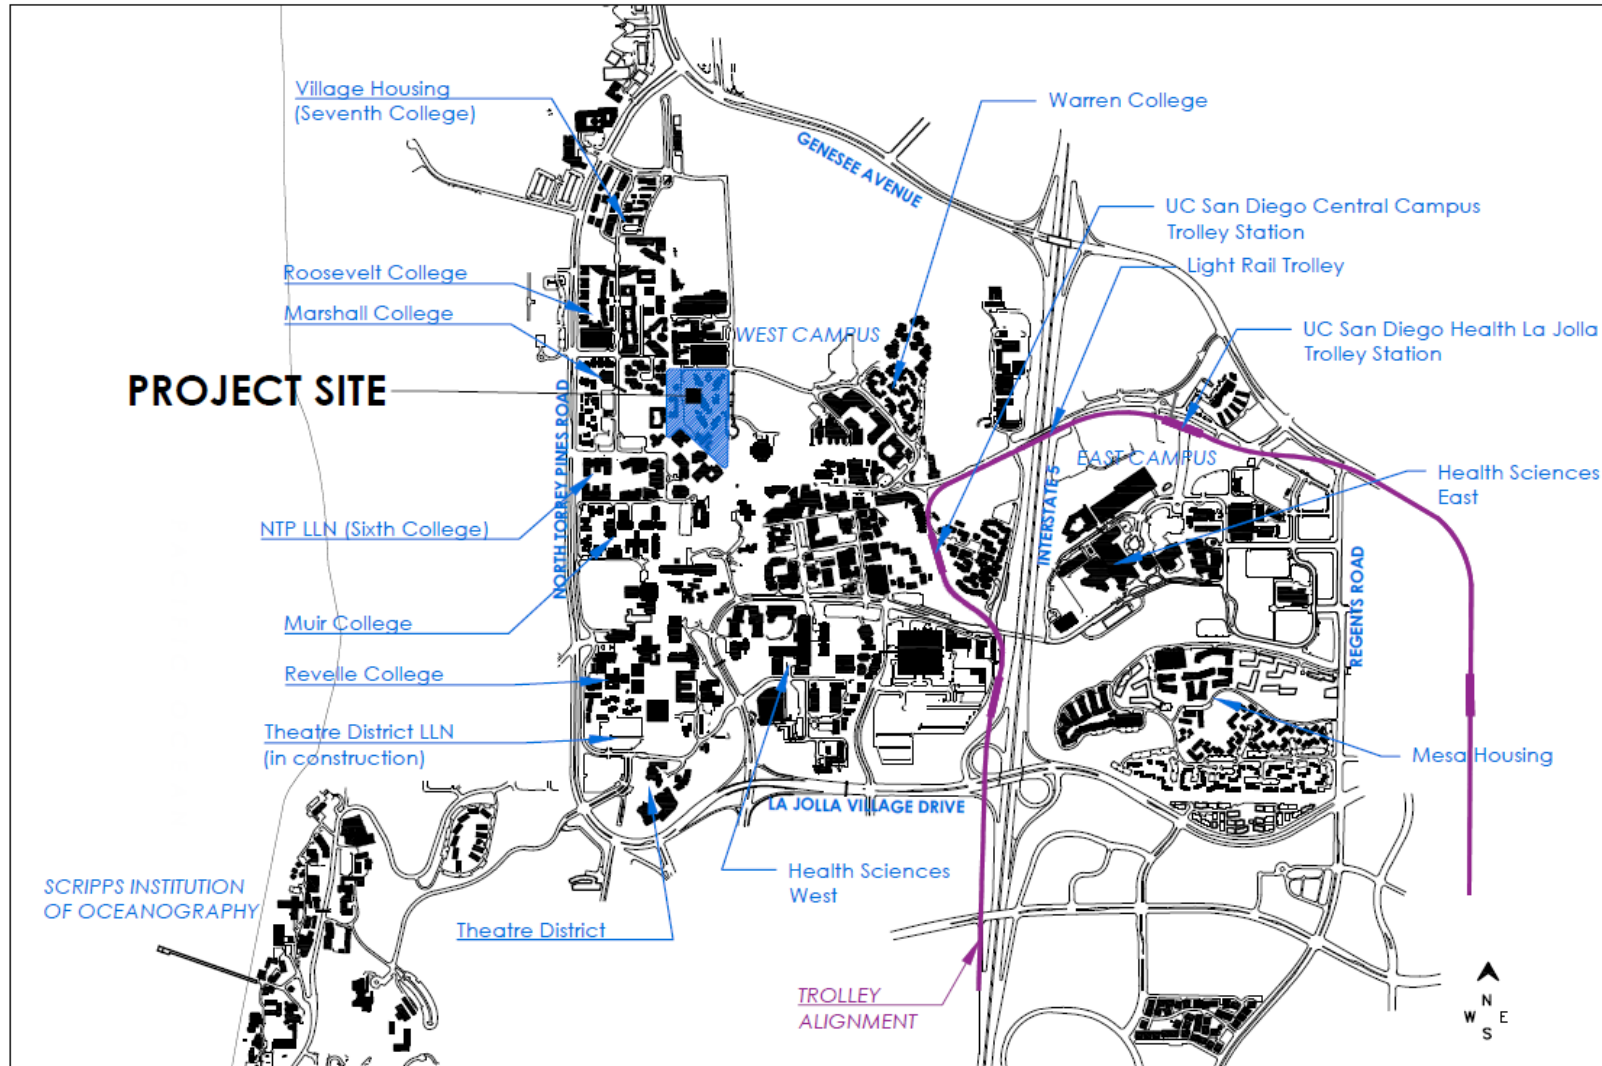 Village Housing
(Seventh College)
Warren College
GENESEE AVENUE
UC San Diego Central Campus
Trolley Station
Light Rail Trolley
Roosevelt College
Marshall College
WEST CAMPUS
UC San Diego Health La Jolla
Trolley Station
PROJECT SITE
NORTH TORREY PINES ROAD
EAST CAMPUS
INTERSTATE 5
Health Sciences
East
NTP LLN (Sixth College)
REGENTS ROAD
Muir College
Revelle College
Theatre District LLN
(in construction)
Mesa Housing
LA JOLLA VILLAGE DRIVE
Health Sciences
West
SCRIPPS INSTITUTION
OF OCEANOGRAPHY
Theatre District
TROLLEY
ALIGNMENT
N
W E
S